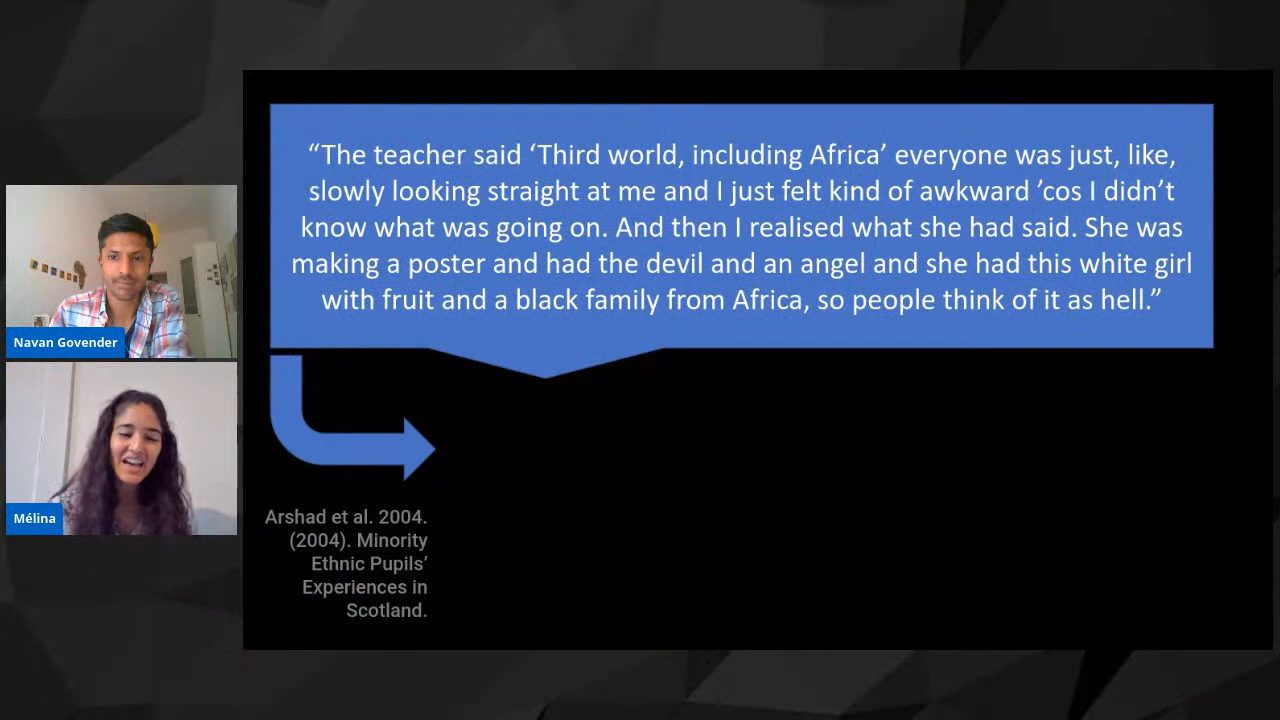 “The teacher said ‘Third world, including Africa’ everyone was just, like,
slowly looking straight at me and I just felt kind of awkward ’cos I didn’t
know what was going on. And then I realised what she had said. She was
making a poster and had the devil and an angel and she had this white girl
with fruit and a black family from Africa, so people think of it as hell.”
Navan Govender
Mélina
Arshad et al. 2004.
(2004). Minority
Ethnic Pupils’
Experiences in
Scotland.